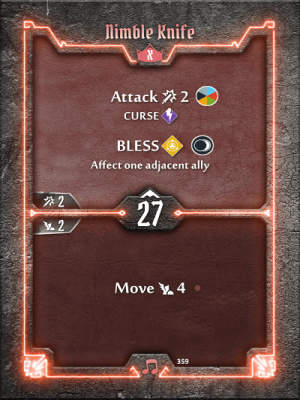 Nimble Knife
X
Attack 2
CURSE
BLESS
Affect one adjacent ally
2
27
2
Move 4
359